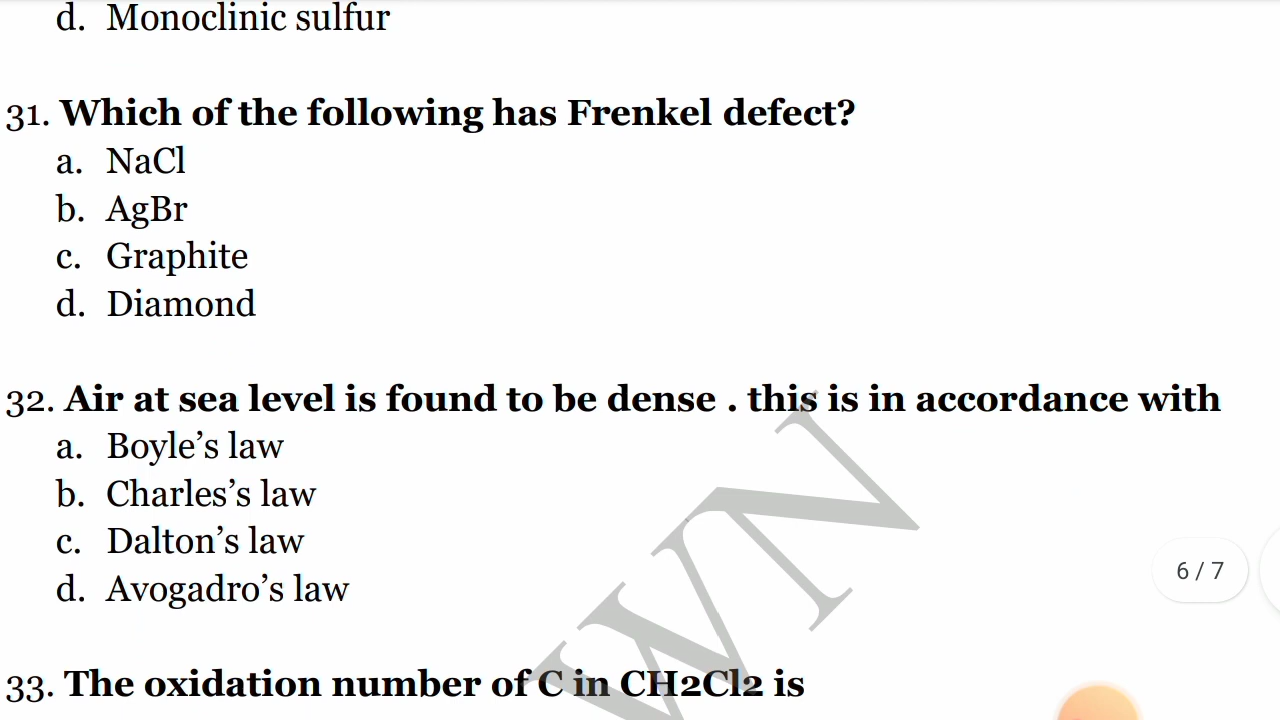 d. Monoclinic sulfur
31. Which of the following has Frenkel defect?
a. NaCl
b. AgBr
c. Graphite
d. Diamond
32. Air at sea level is found to be dense . this is in accordance with
a. Boyle’s law
b. Charles’s law
c. Dalton’s law
d. Avogadro’s law
6 / 7
33. The oxidation number of C in CH2Cl2 is
WN